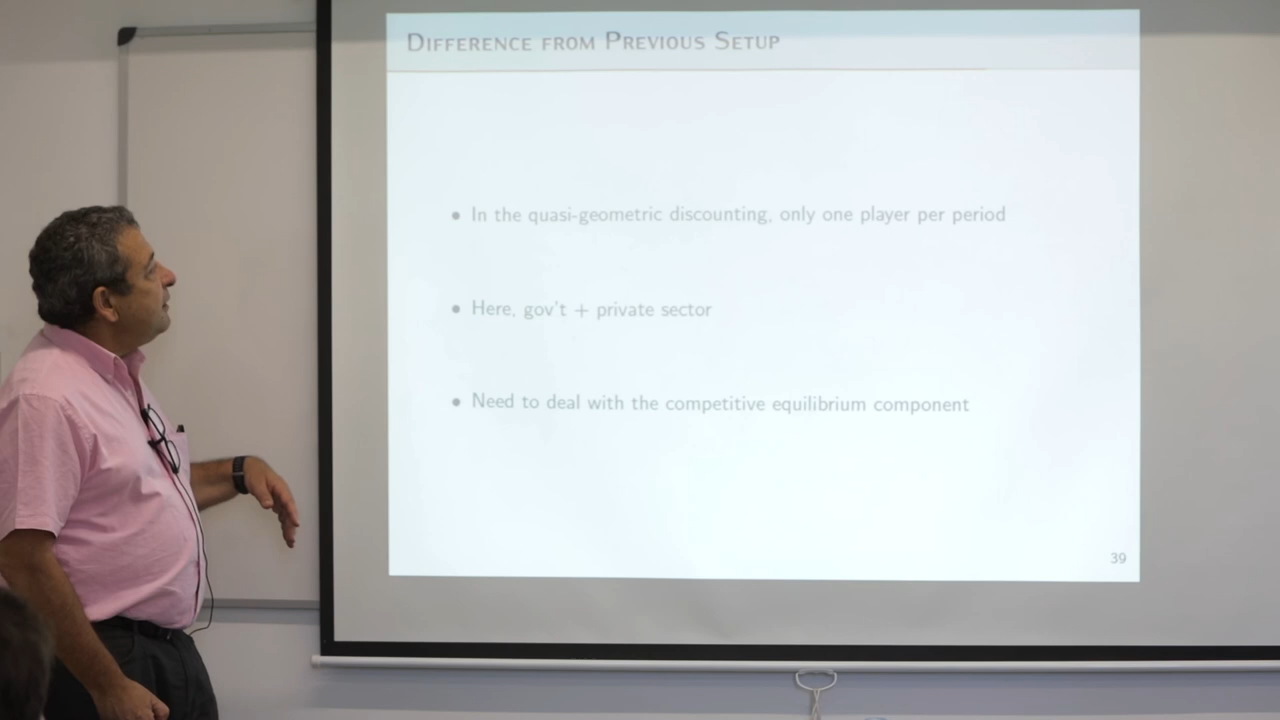 Difference from Previous Setup
• In the quasi-geometric discounting, only one player per period
• Here, gov't + private sector
• Need to deal with the competitive equilibrium component
39